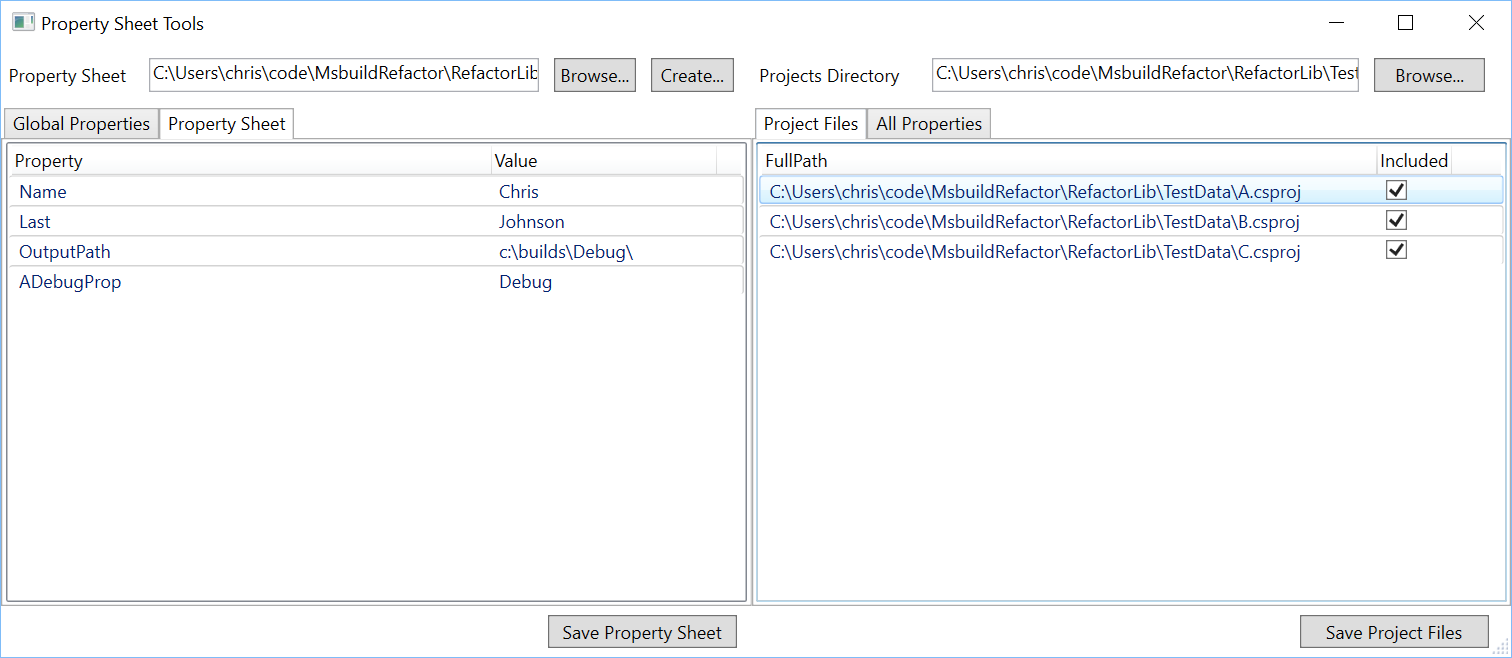 Property Sheet Tools
Property Sheet C:\Users\chris\code\MsbuildRefactor\RefactorLib Browse... Create... Projects Directory C:\Users\chris\code\MsbuildRefactor\RefactorLib\Test Browse...
Global Properties Property Sheet Project Files All Properties
Property Value FullPath Included
Name Chris C:\Users\chris\code\MsbuildRefactor\RefactorLib\TestData\A.csproj
Last Johnson C:\Users\chris\code\MsbuildRefactor\RefactorLib\TestData\B.csproj
OutputPath c:\builds\Debug\ C:\Users\chris\code\MsbuildRefactor\RefactorLib\TestData\C.csproj
ADebugProp Debug
Save Property Sheet Save Project Files